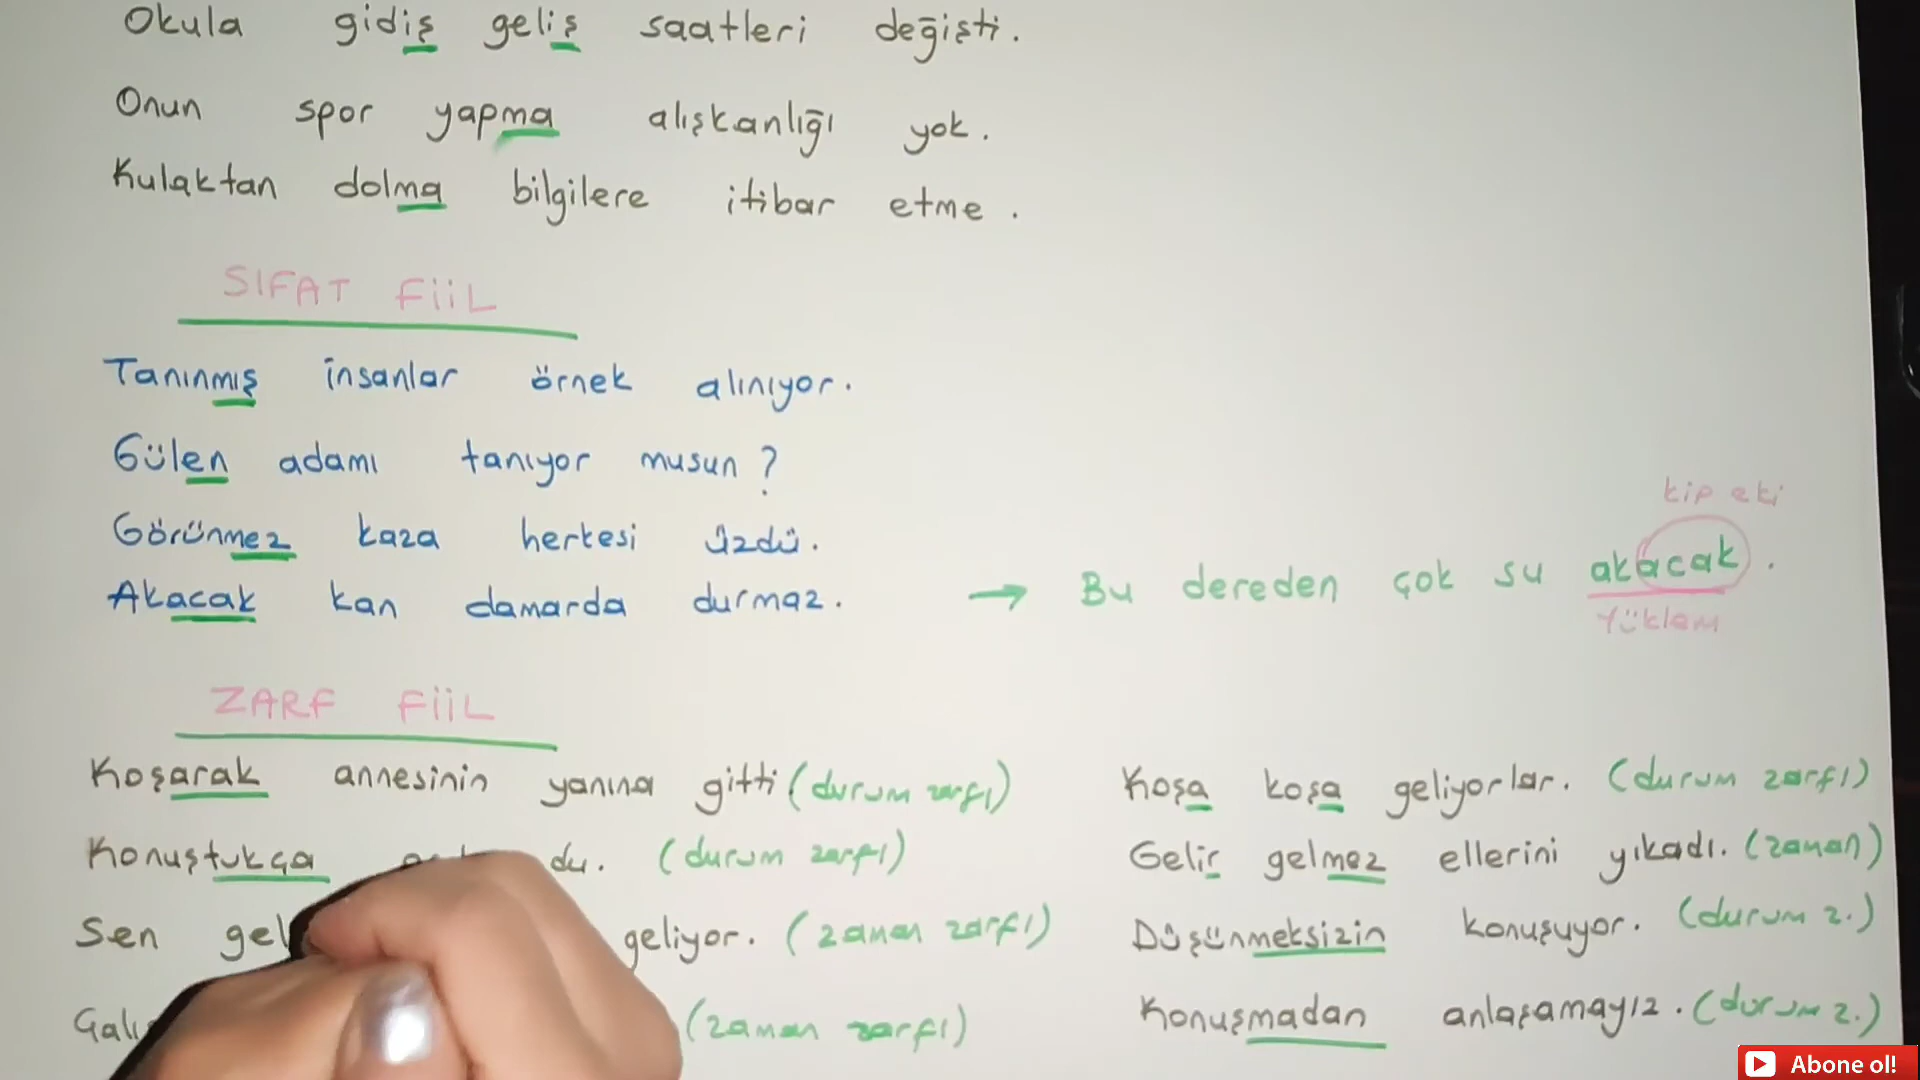 Okula gidiş geliş saatleri değişti.
Onun spor yapma alışkanlığı yok.
Kulaktan dolma bilgilere itibar etme.
SIFAT FİİL
Tanınmış insanlar örnek alınıyor.
Gülen adamı tanıyor musun?
Görünmez kaza herkesi üzdü.
Akacak kan damarda durmaz.
kip eki
→ Bu dereden çok su akacak.
Yüklem
ZARF FİİL
Koşarak annesinin yanına gitti. (durum zarfı)
Konuştukça du. (durum zarfı)
Sen gel geliyor. (zaman zarfı)
(zaman zarfı)
Koşa koşa geliyorlar. (durum zarfı)
Gelir gelmez ellerini yıkadı. (zaman)
Düşünmeksizin konuşuyor. (durum z.)
Konuşmadan anlaşamayız. (durum z.)
Abone ol!